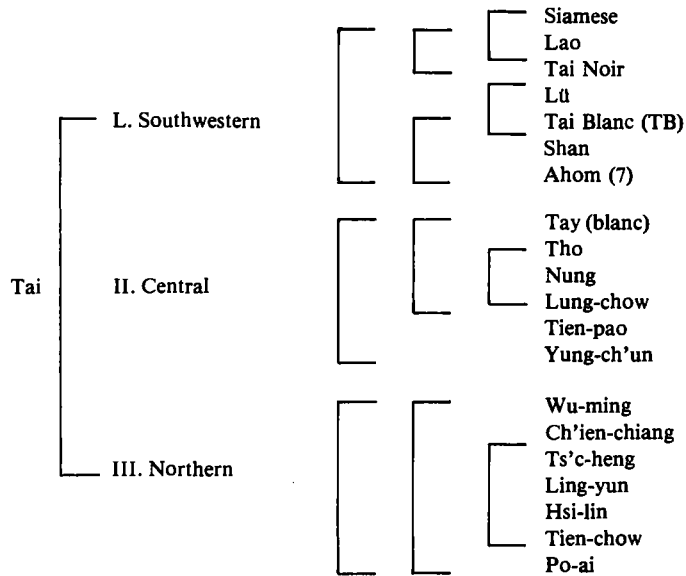 Siamese
Lao
Tai Noir
Lü
L. Southwestern
Tai Blanc (TB)
Shan
Ahom (7)
Tay (blanc)
Tho
Nung
Tai
II. Central
Lung-chow
Tien-pao
Yung-ch'un
Wu-ming
Ch'ien-chiang
Ts'c-heng
III. Northern
Ling-yun
Hsi-lin
Tien-chow
Po-ai